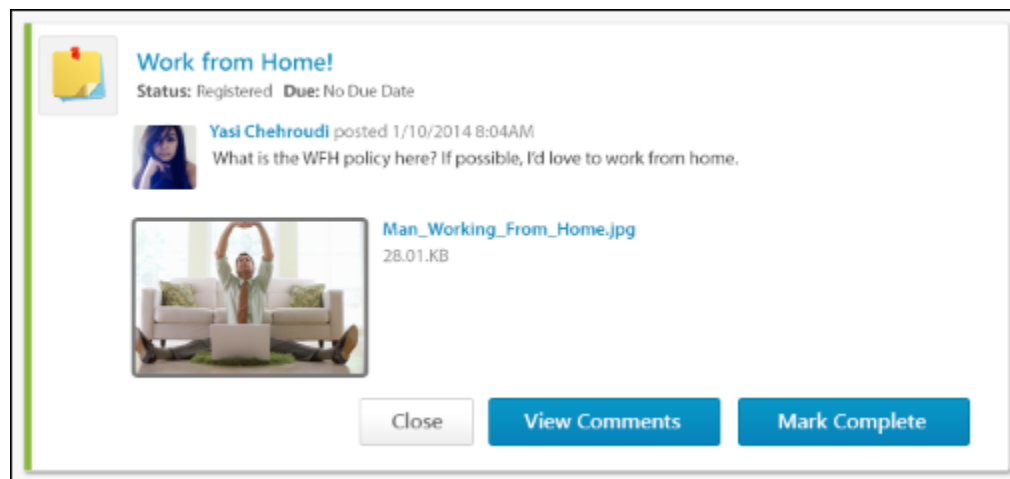 Work from Home!
Status: Registered Due: No Due Date
Yasi Chehroudi posted 1/10/2014 8:04AM
What is the WFH policy here? If possible, I'd love to work from home.
Man_Working_From_Home.jpg
28.01.KB
Close View Comments Mark Complete